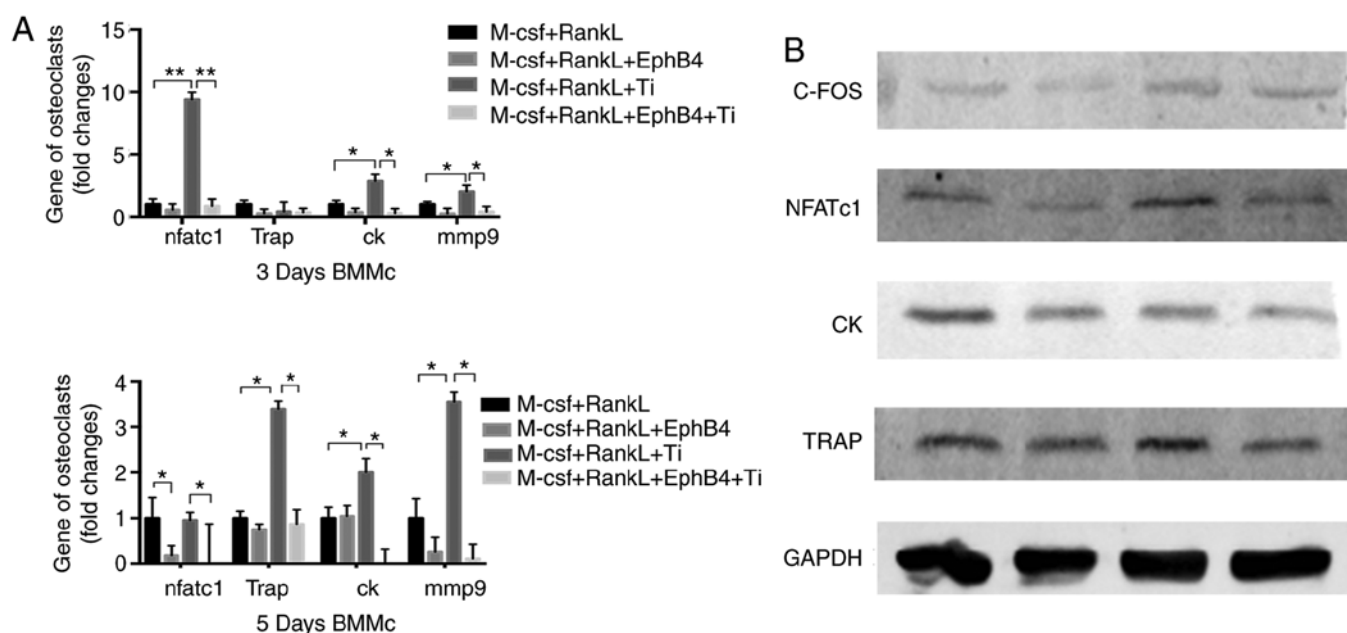 A
Gene of osteoclasts
(fold changes)
15
10
5
0
** **
* *
* *
M-csf+RankL
M-csf+RankL+EphB4
M-csf+RankL+Ti
M-csf+RankL+EphB4+Ti
nfatc1 Trap ck mmp9
3 Days BMMc
Gene of osteoclasts
(fold changes)
4
3
2
1
0
* *
* *
* *
* *
M-csf+RankL
M-csf+RankL+EphB4
M-csf+RankL+Ti
M-csf+RankL+EphB4+Ti
nfatc1 Trap ck mmp9
5 Days BMMc
B
C-FOS
NFATc1
CK
TRAP
GAPDH